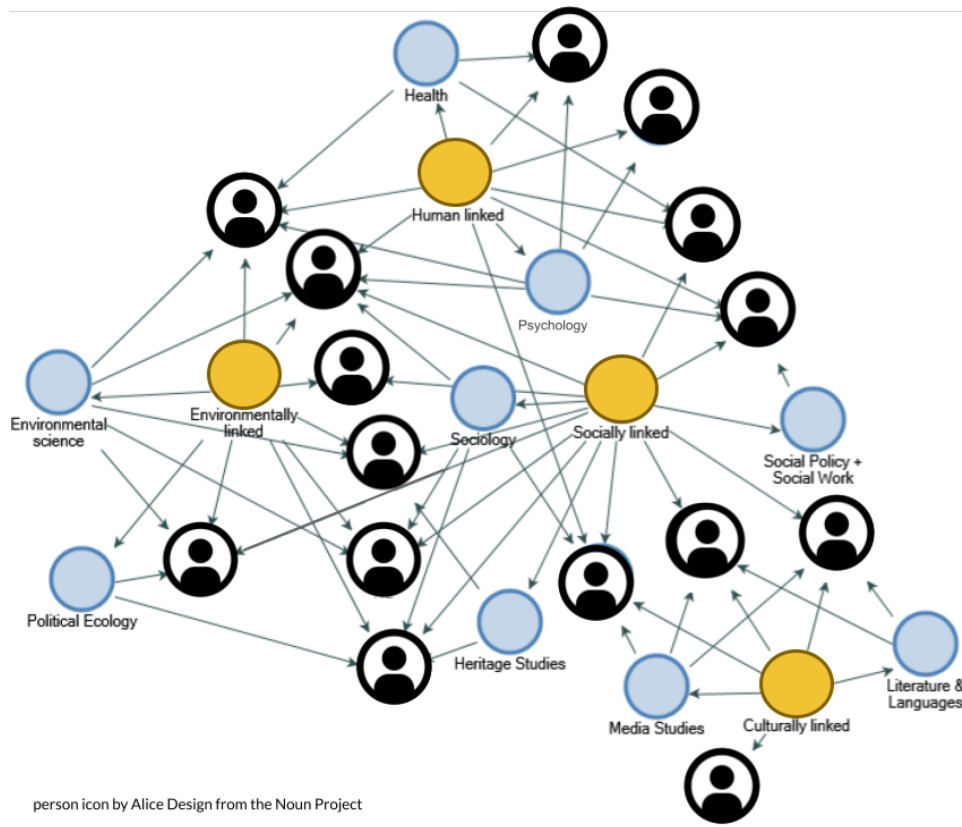 Health
Human linked
Psychology
Environmental
science
Environmentally
linked
Sociology
Socially linked
Social Policy +
Social Work
Political Ecology
Heritage Studies
Media Studies
Culturally linked
Literature &
Languages
person icon by Alice Design from the Noun Project